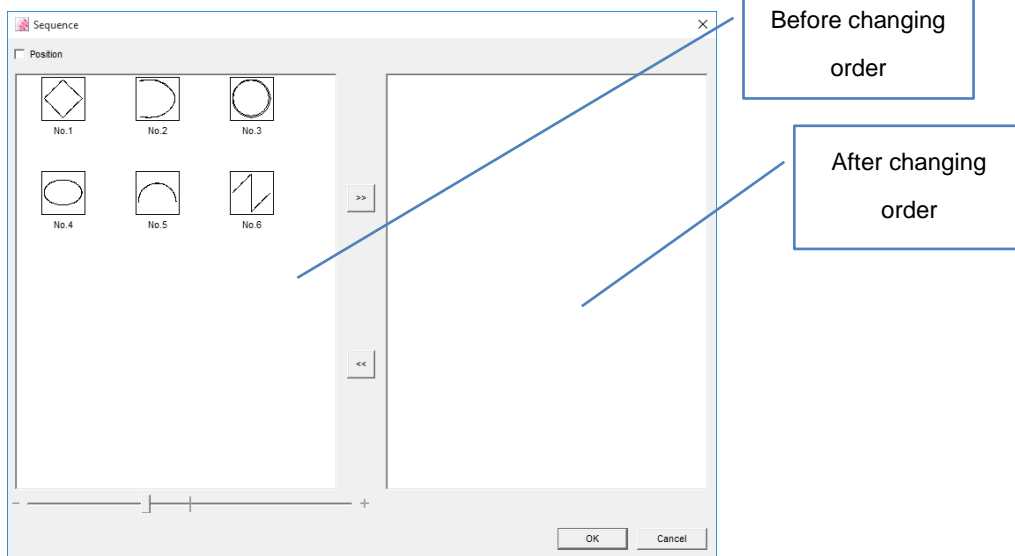 Sequence
Before changing
order
Position
No.1 No.2 No.3
After changing
order
>>
No.4 No.5 No.6
<<
- +
OK Cancel